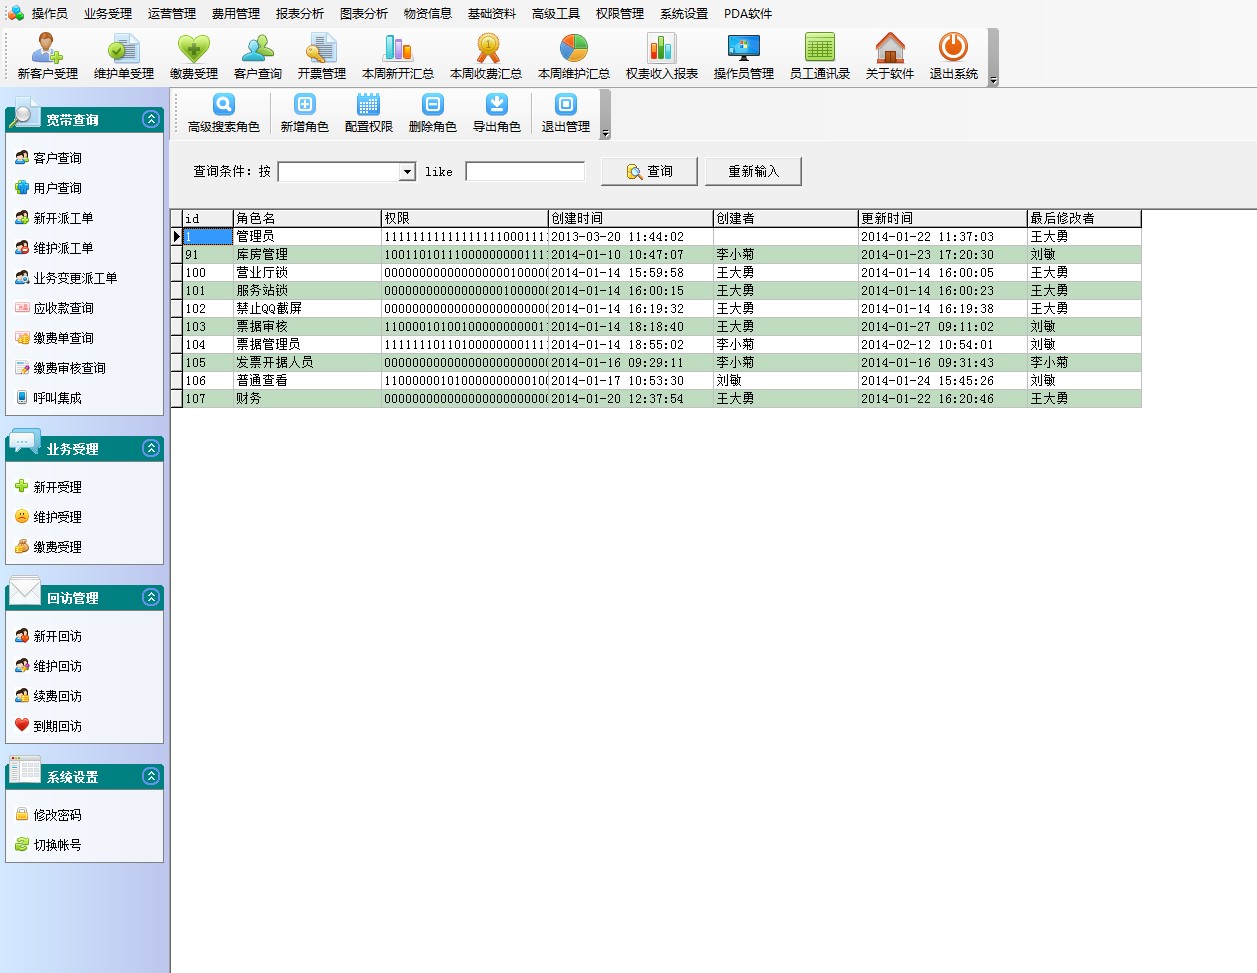 操作员 业务受理 运营管理 费用管理 报表分析 图表分析 物资信息 基础资料 高级工具 权限管理 系统设置 PDA软件
新客户受理 维护单受理 缴费受理 客户查询 开票管理 本周新开汇总 本周收费汇总 本周维护汇总 权责收入报表 操作员管理 员工通讯录 关于软件 退出系统
高级搜索角色 新增角色 配置权限 删除角色 导出角色 退出管理
查询条件：按 like 查询 重新输入
宽带查询
客户查询
用户查询
新开派工单
维护派工单
业务变更派工单
应收款查询
缴费单查询
缴费审核查询
呼叫集成
业务受理
新开受理
维护受理
缴费受理
回访管理
新开回访
维护回访
续费回访
到期回访
系统设置
修改密码
切换帐号
id 角色名 权限 创建时间 创建者 更新时间 最后修改者
1 管理员 2013-03-20 11:44:02 2014-01-22 11:37:03 王大勇
91 库房管理 2014-01-10 10:47:07 李小菊 2014-01-23 17:20:30 刘敏
100 营业厅锁 2014-01-14 15:59:58 王大勇 2014-01-14 16:00:05 王大勇
101 服务站锁 2014-01-14 16:00:15 王大勇 2014-01-14 16:00:23 王大勇
102 禁止QQ截屏 2014-01-14 16:19:32 王大勇 2014-01-14 16:19:38 王大勇
103 票据审核 2014-01-14 18:18:40 王大勇 2014-01-27 09:11:02 刘敏
104 票据管理员 2014-01-14 18:55:02 李小菊 2014-02-12 10:54:01 刘敏
105 发票开据人员 2014-01-16 09:29:11 李小菊 2014-01-16 09:31:43 李小菊
106 普通查看 2014-01-17 10:53:30 刘敏 2014-01-24 15:45:26 刘敏
107 财务 2014-01-20 12:37:54 王大勇 2014-01-22 16:20:46 王大勇